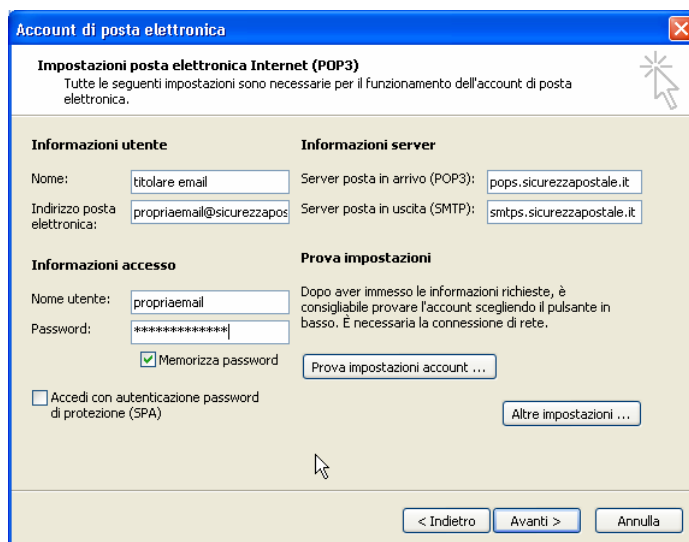 Account di posta elettronica
Impostazioni posta elettronica Internet (POP3)
Tutte le seguenti impostazioni sono necessarie per il funzionamento dell'account di posta
elettronica.
Informazioni utente
Nome:
titolare email
Indirizzo posta
elettronica:
propriaemail@sicurezzapos
Informazioni accesso
Nome utente:
propriaemail
Password:
*************
Memorizza password
Accedi con autenticazione password
di protezione (SPA)
Informazioni server
Server posta in arrivo (POP3):
pops.sicurezzapostale.it
Server posta in uscita (SMTP):
smtps.sicurezzapostale.it
Prova impostazioni
Dopo aver immesso le informazioni richieste, è
consigliabile provare l'account scegliendo il pulsante in
basso. È necessaria la connessione di rete.
Prova impostazioni account ...
Altre impostazioni ...
< Indietro
Avanti >
Annulla